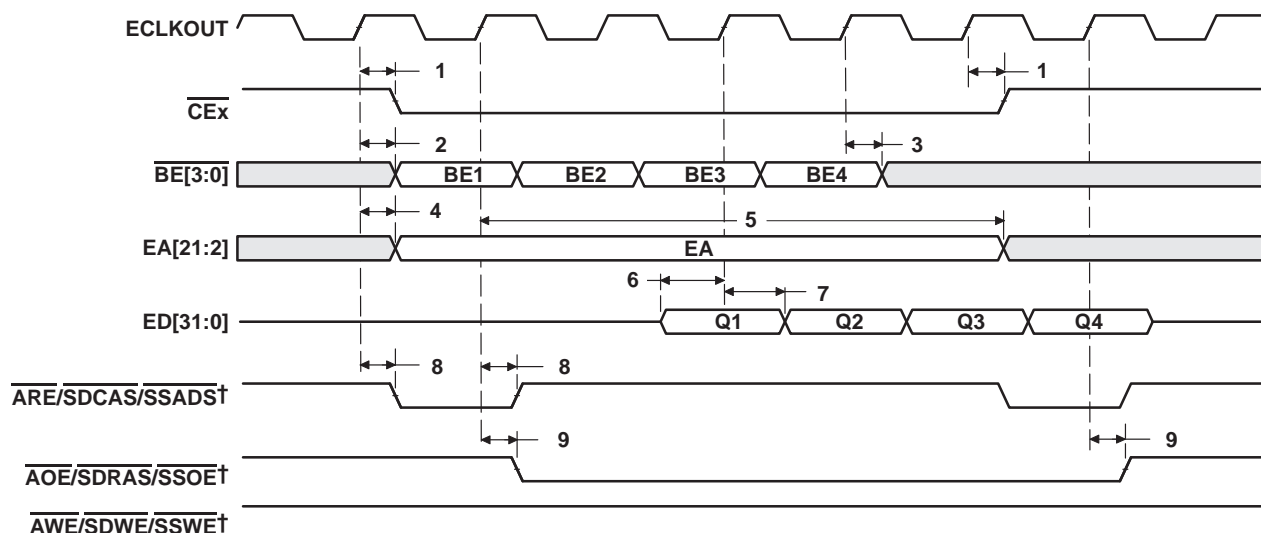 ECLKOUT
1 1
CEx
2 3
BE[3:0] BE1 BE2 BE3 BE4
4 5
EA[21:2] EA
6 7
ED[31:0] Q1 Q2 Q3 Q4
8 8
ARE/SDCAS/SSADS†
9 9
AOE/SDRAS/SSOE†
AWE/SDWE/SSWE†